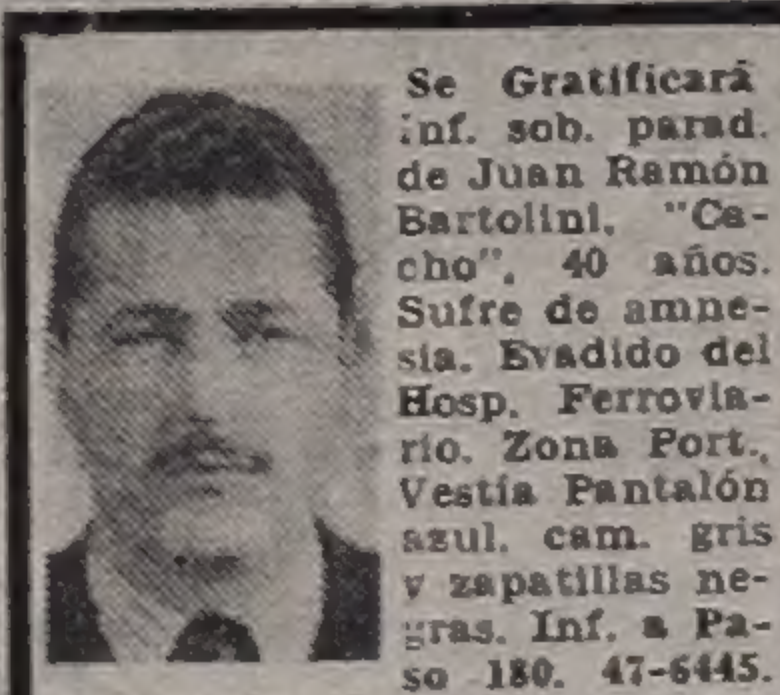 Se Gratificará
Inf. sob. parad.
de Juan Ramón
Bartolini, "Ca-
cho", 40 años.
Sufre de amne-
sia. Evadido del
Hosp. Ferrovia-
rio. Zona Port.,
Vestía Pantalón
azul, cam. gris
y zapatillas ne-
gras. Inf. a Pa-
so 180. 47-6445.